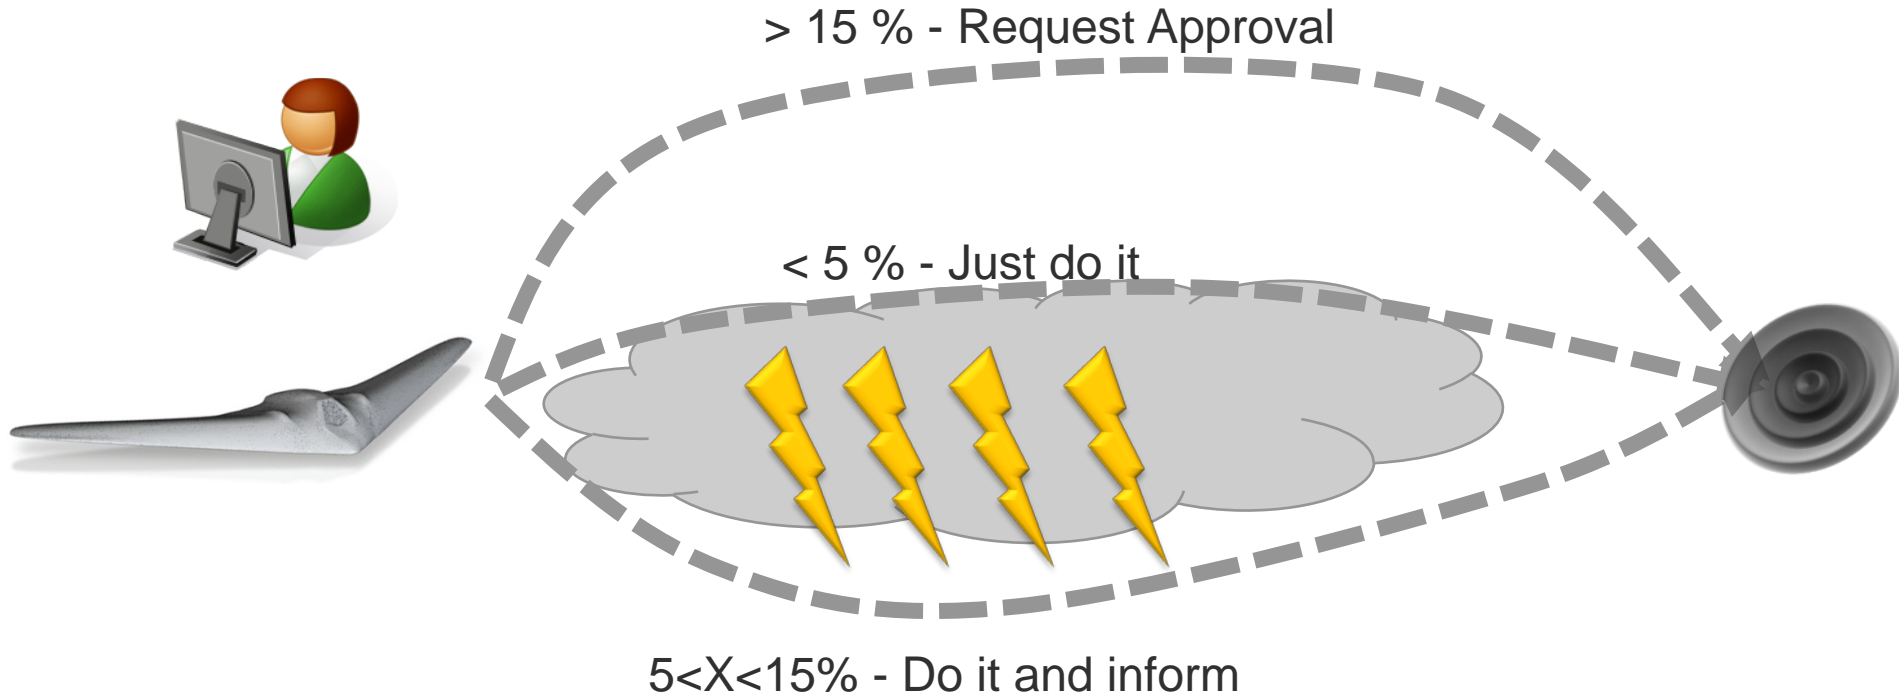 > 15 % - Request Approval
< 5 % - Just do it
5<X<15% - Do it and inform